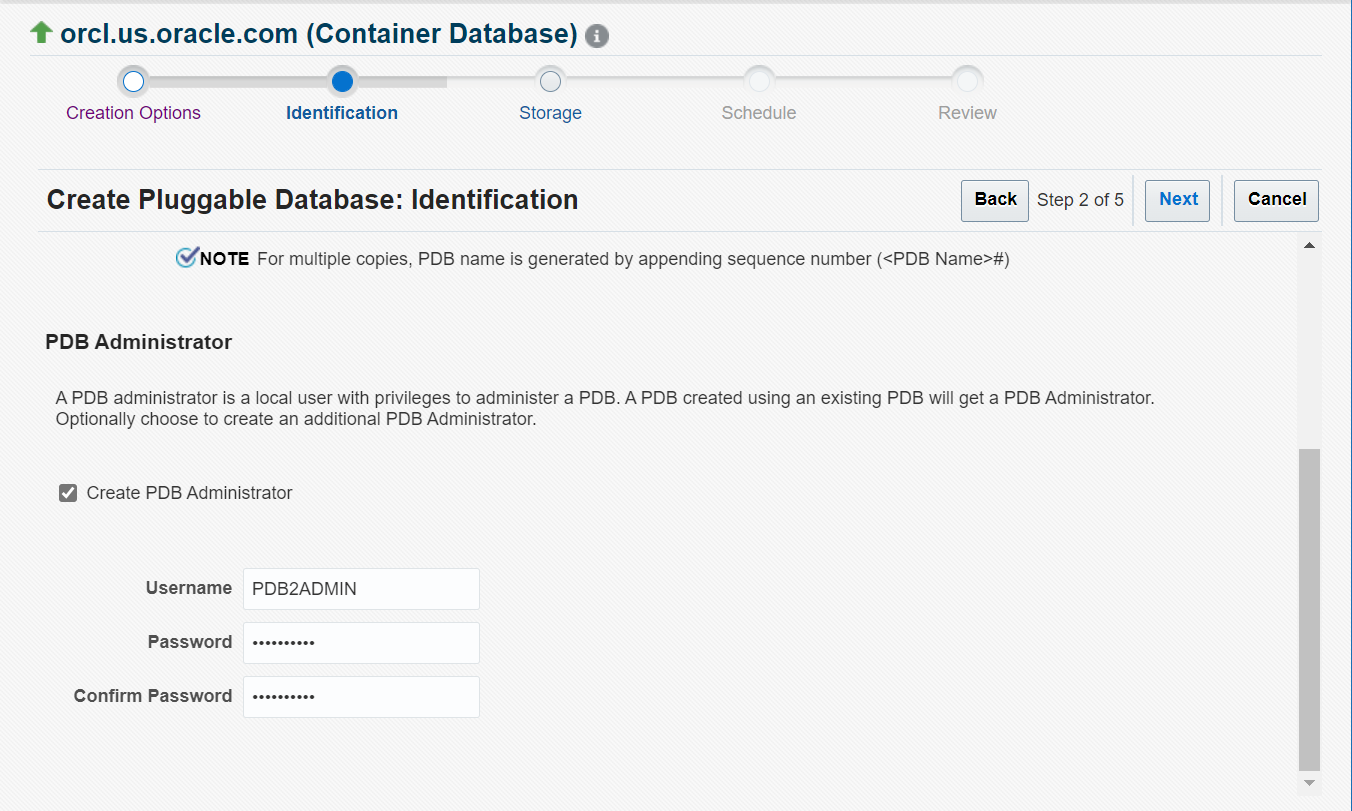 orcl.us.oracle.com (Container Database)
Creation Options
Identification
Storage
Schedule
Review
Create Pluggable Database: Identification
Back Step 2 of 5 Next Cancel
NOTE For multiple copies, PDB name is generated by appending sequence number (<PDB Name>#)
PDB Administrator
A PDB administrator is a local user with privileges to administer a PDB. A PDB created using an existing PDB will get a PDB Administrator.
Optionally choose to create an additional PDB Administrator.
Create PDB Administrator
Username PDB2ADMIN
Password ••••••••••
Confirm Password ••••••••••